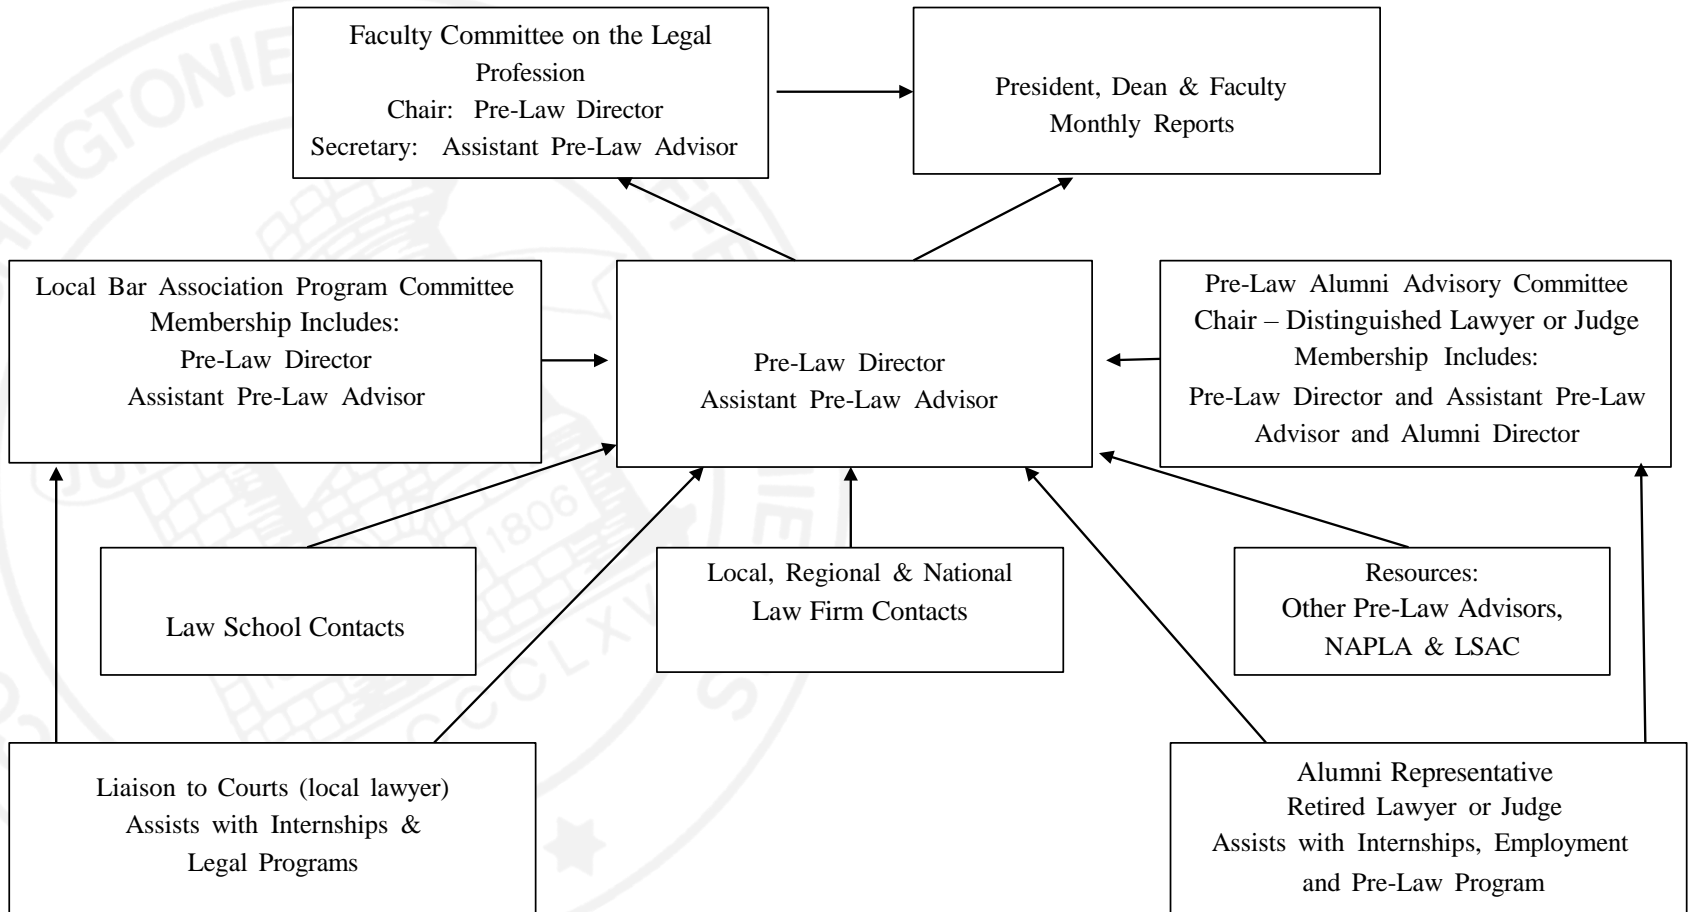 Faculty Committee on the Legal
Profession
Chair: Pre-Law Director
Secretary: Assistant Pre-Law Advisor
President, Dean & Faculty
Monthly Reports
Local Bar Association Program Committee
Membership Includes:
Pre-Law Director
Assistant Pre-Law Advisor
Pre-Law Director
Assistant Pre-Law Advisor
Pre-Law Alumni Advisory Committee
Chair – Distinguished Lawyer or Judge
Membership Includes:
Pre-Law Director and Assistant Pre-Law
Advisor and Alumni Director
Law School Contacts
Local, Regional & National
Law Firm Contacts
Resources:
Other Pre-Law Advisors,
NAPLA & LSAC
Liaison to Courts (local lawyer)
Assists with Internships &
Legal Programs
Alumni Representative
Retired Lawyer or Judge
Assists with Internships, Employment
and Pre-Law Program
1806